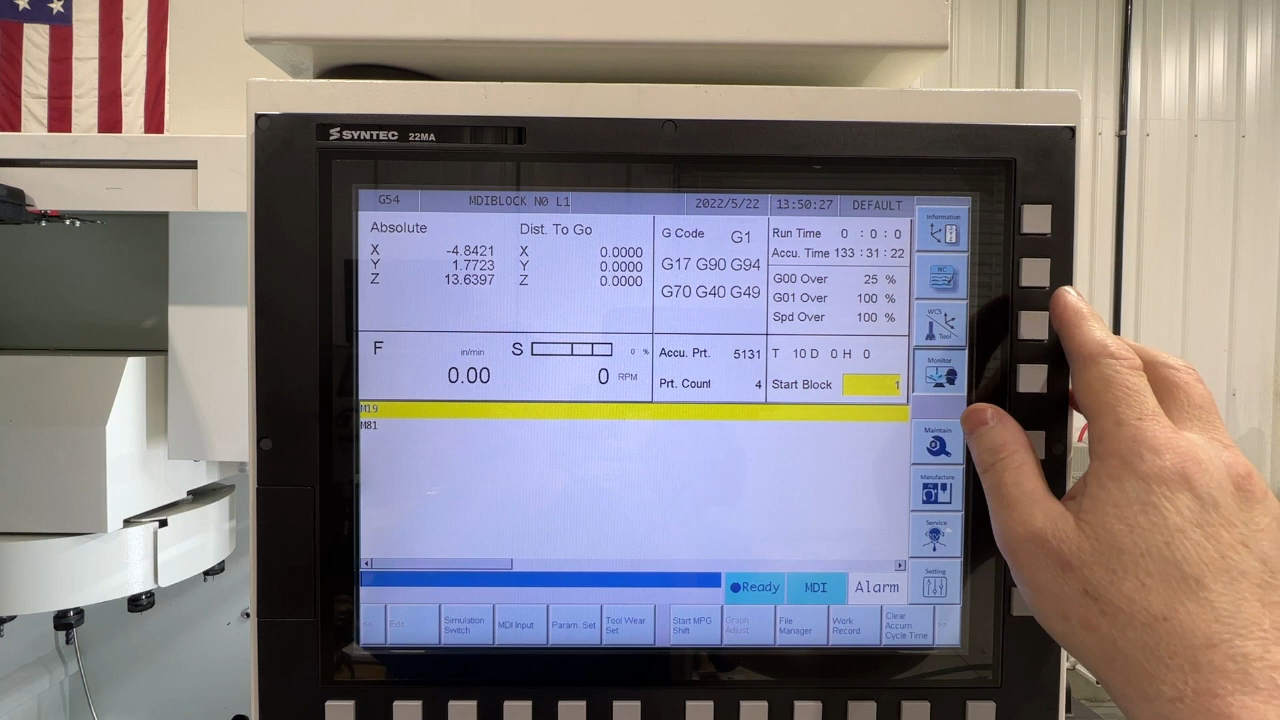 SYNTEC 22MA
G54 MDIBLOCK N0 L1 2022/5/22 13:50:27 DEFAULT
Absolute Dist. To Go
X -4.8421 X 0.0000
Y 1.7723 Y 0.0000
Z 13.6397 Z 0.0000
G Code G1
G17 G90 G94
G70 G40 G49
Run Time 0 : 0 : 0
Accu. Time 133 : 31 : 22
G00 Over 25 %
G01 Over 100 %
Spd Over 100 %
F in/min
0.00
S 0 %
0 RPM
Accu. Prt. 5131
Prt. Count 4
T 10 D 0 H 0
Start Block 1
M19
M81
Ready MDI Alarm
<< Edit
Simulation
Switch
MDI Input
Param. Set
Tool Wear
Set.
Start MPG
Shift
Graph
Adjust
File
Manager
Work
Record
Clear
Accum.
Cycle Time
>>
Information
NC
WCS
Tool
Monitor
Maintain
Manufacture
Service
Setting